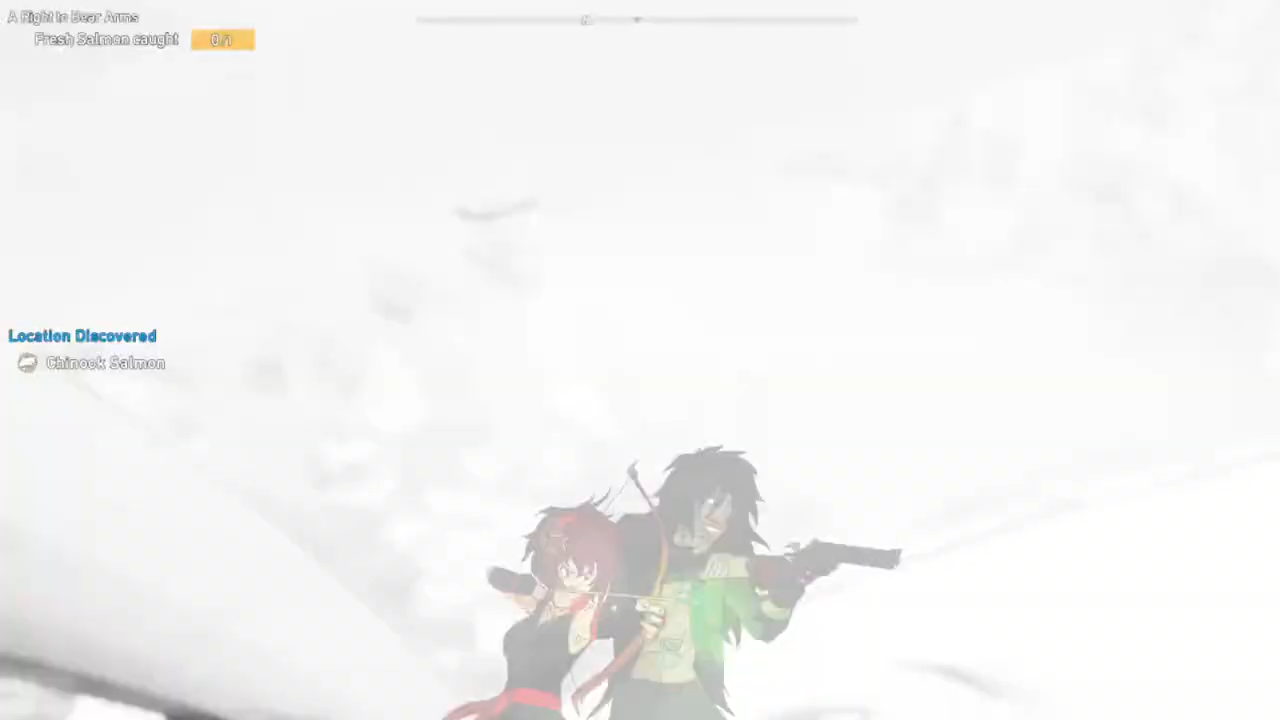 A Right to Bear Arms
Fresh Salmon caught 0/1
N
Location Discovered
Chinook Salmon